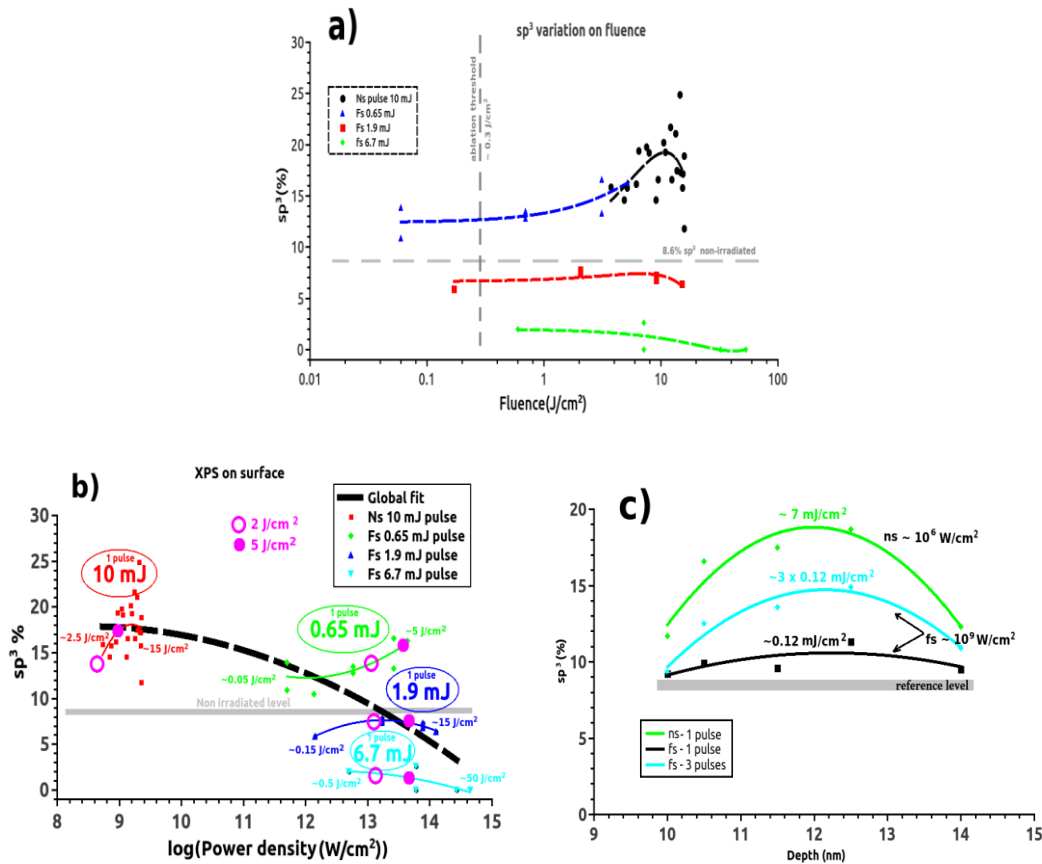 a)
sp³ variation on fluence
30
25
20
15
10
5
0
sp³(%)
Ns pulse 10 mJ
Fs 0.65 mJ
Fs 1.9 mJ
fs 6.7 mJ
ablation threshold
~ 0.3 J/cm²
8.6% sp³ non-irradiated
0.01 0.1 1 10 100
Fluence(J/cm²)
b)
XPS on surface
2 J/cm²
5 J/cm²
Global fit
Ns 10 mJ pulse
Fs 0.65 mJ pulse
Fs 1.9 mJ pulse
Fs 6.7 mJ pulse
30
25
20
15
10
5
0
sp³ %
1 pulse
10 mJ
~2.5 J/cm²
~15 J/cm²
1 pulse
0.65 mJ
~5 J/cm²
~0.05 J/cm²
Non irradiated level
1 pulse
1.9 mJ
~15 J/cm²
~0.15 J/cm²
1 pulse
6.7 mJ
~0.5 J/cm²
~50 J/cm²
8 9 10 11 12 13 14 15
log(Power density(W/cm²))
c)
20
15
10
5
0
sp³ (%)
~ 7 mJ/cm²
ns ~ 10⁶ W/cm²
~3 x 0.12 mJ/cm²
~0.12 mJ/cm²
fs ~ 10⁹ W/cm²
reference level
ns - 1 pulse
fs - 1 pulse
fs - 3 pulses
9 10 11 12 13 14 15
Depth (nm)